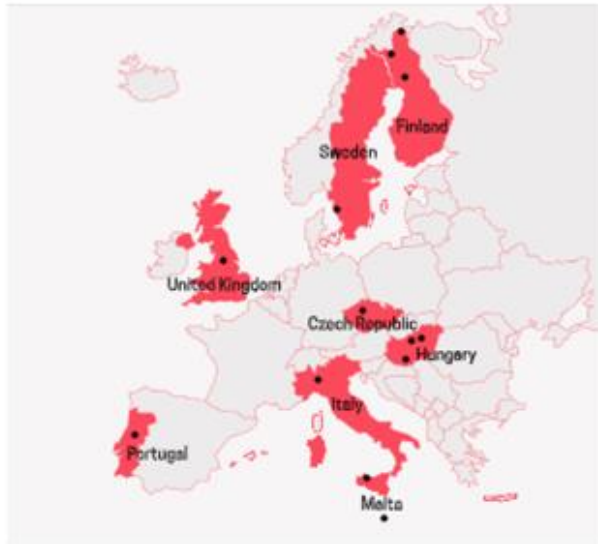 Finland
Sweden
United Kingdom
Czech Republic
Hungary
Italy
Portugal
Malta